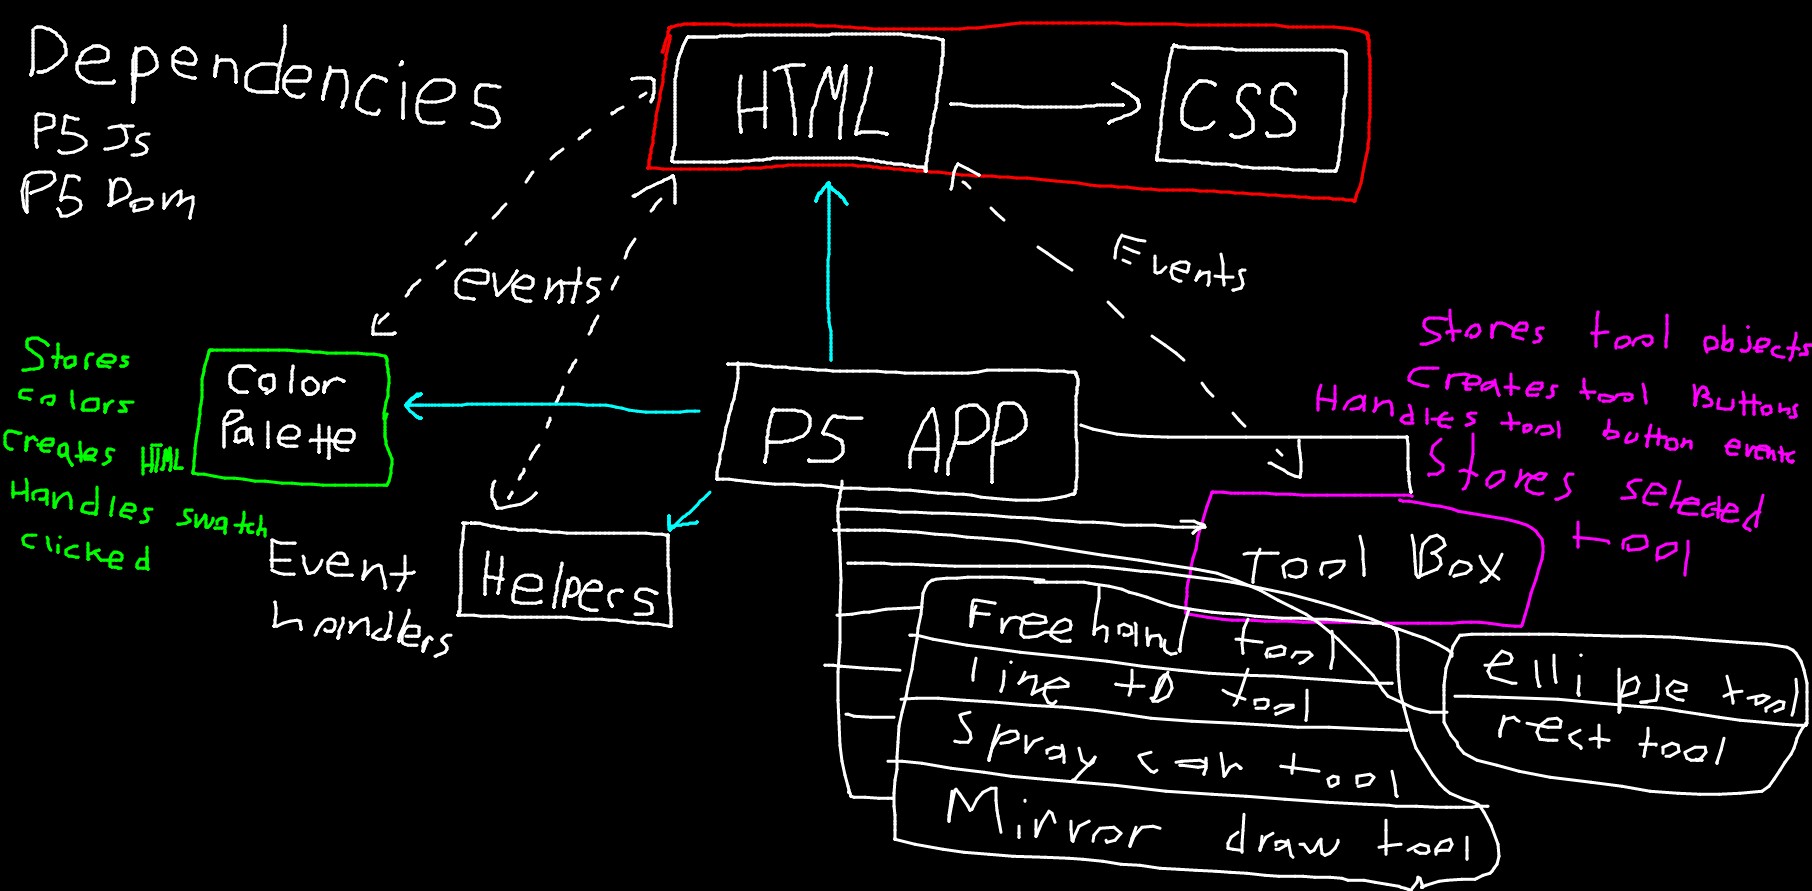 Dependencies
P5 Js
P5 Dom
HTML
CSS
events
Events
Stores
colors
creates HTML
Handles swatch
clicked
Color
Palette
P5 APP
Event
handlers
Helpers
Stores tool objects
Creates tool Buttons
Handles tool button events
Stores selected
tool
Tool Box
Free hand tool
line to tool
Spray can tool
Mirror draw tool
ellipse tool
rect tool